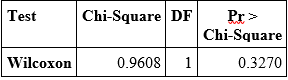 Test Chi-Square DF Pr >
Chi-Square
Wilcoxon 0.9608 1 0.3270